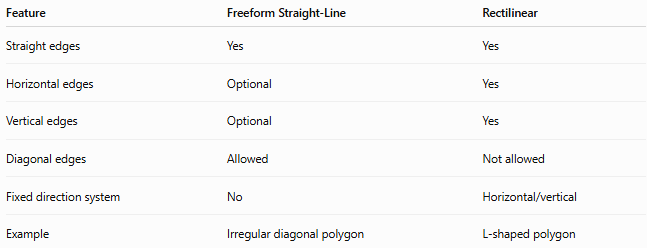 Feature Freeform Straight-Line Rectilinear
Straight edges Yes Yes
Horizontal edges Optional Yes
Vertical edges Optional Yes
Diagonal edges Allowed Not allowed
Fixed direction system No Horizontal/vertical
Example Irregular diagonal polygon L-shaped polygon